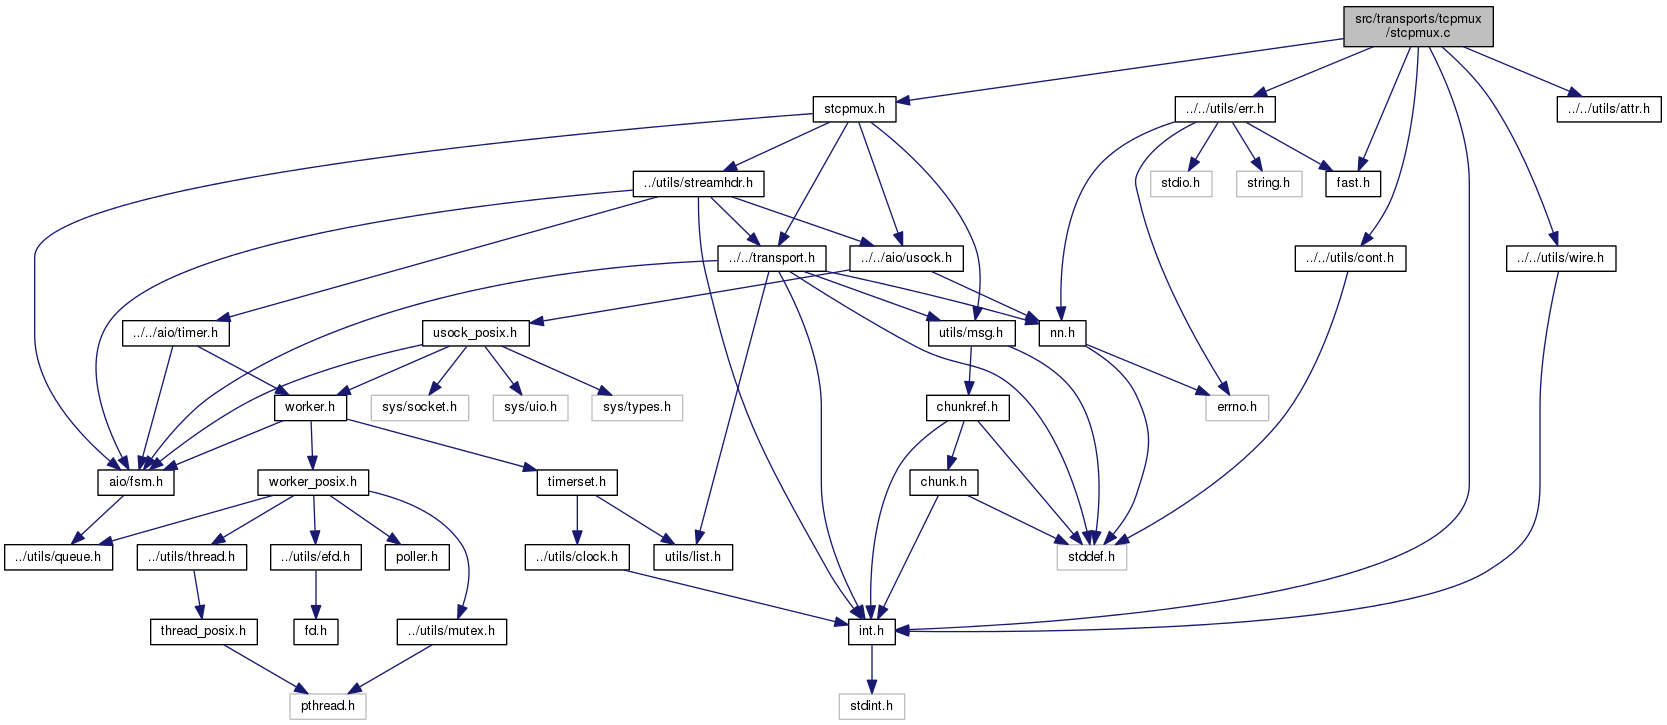 src/transports/tcpmux
/stcpmux.c
stcpmux.h
../../utils/err.h
../../utils/attr.h
../utils/streamhdr.h
stdio.h
string.h
fast.h
../../transport.h
../../aio/usock.h
../../utils/cont.h
../../utils/wire.h
../../aio/timer.h
usock_posix.h
utils/msg.h
nn.h
worker.h
sys/socket.h
sys/uio.h
sys/types.h
chunkref.h
errno.h
aio/fsm.h
worker_posix.h
timerset.h
chunk.h
../utils/queue.h
../utils/thread.h
../utils/efd.h
poller.h
../utils/clock.h
utils/list.h
stddef.h
thread_posix.h
fd.h
../utils/mutex.h
int.h
pthread.h
stdint.h